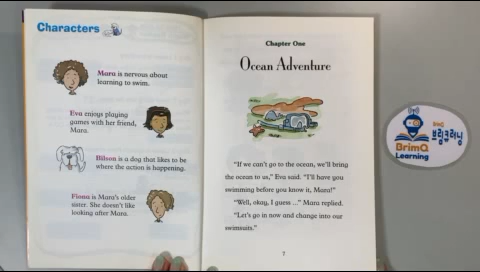 Characters
Mara is nervous about
learning to swim.
Eva enjoys playing
games with her friend,
Mara.
Bilson is a dog that likes to be
where the action is happening.
Fiona is Mara's older
sister. She doesn't like
looking after Mara.
Chapter One
Ocean Adventure
"If we can't go to the ocean, we'll bring
the ocean to us," Eva said. "I'll have you
swimming before you know it, Mara!"
"Well, okay, I guess ..." Mara replied.
"Let's go in now and change into our
swimsuits."
7
브림큐러닝
BrimQ
Learning